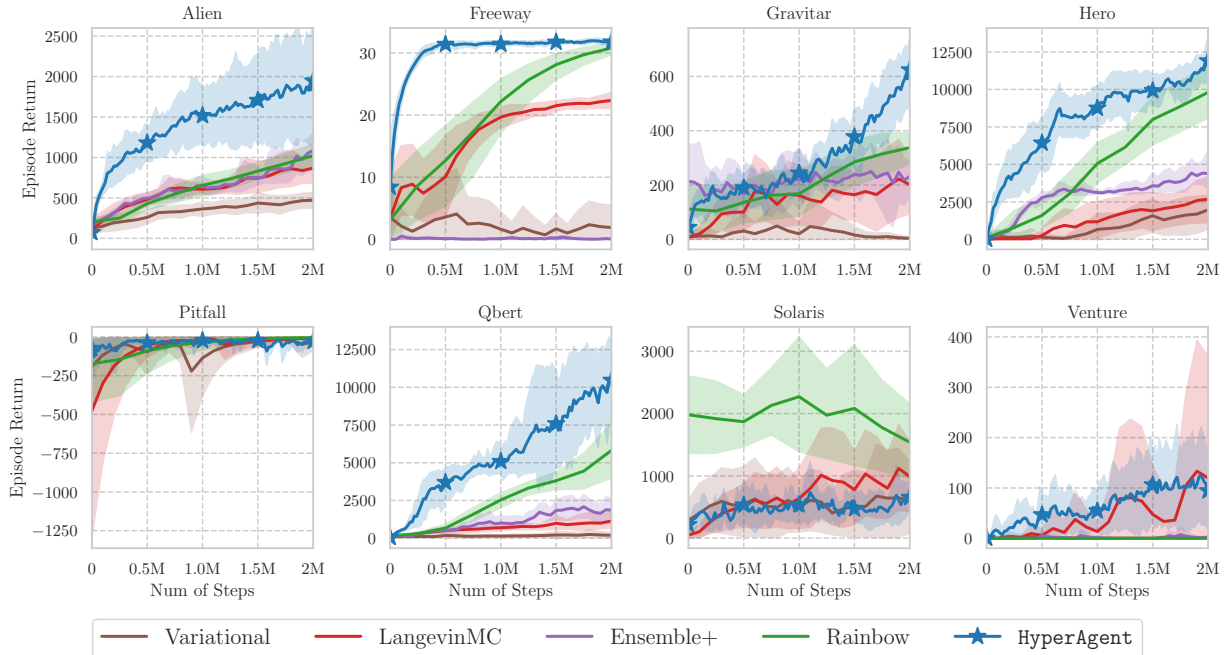 Alien Freeway Gravitar Hero
Episode Return
2500
2000
1500
1000
500
0
0 0.5M 1.0M 1.5M 2M
30
20
10
0
0 0.5M 1.0M 1.5M 2M
600
400
200
0
0 0.5M 1.0M 1.5M 2M
12500
10000
7500
5000
2500
0
0 0.5M 1.0M 1.5M 2M
Pitfall Qbert Solaris Venture
Episode Return
0
−250
−500
−750
−1000
−1250
0 0.5M 1.0M 1.5M 2M
12500
10000
7500
5000
2500
0
0 0.5M 1.0M 1.5M 2M
3000
2000
1000
0
0 0.5M 1.0M 1.5M 2M
400
300
200
100
0
0 0.5M 1.0M 1.5M 2M
Num of Steps Num of Steps Num of Steps Num of Steps
Variational LangevinMC Ensemble+ Rainbow HyperAgent